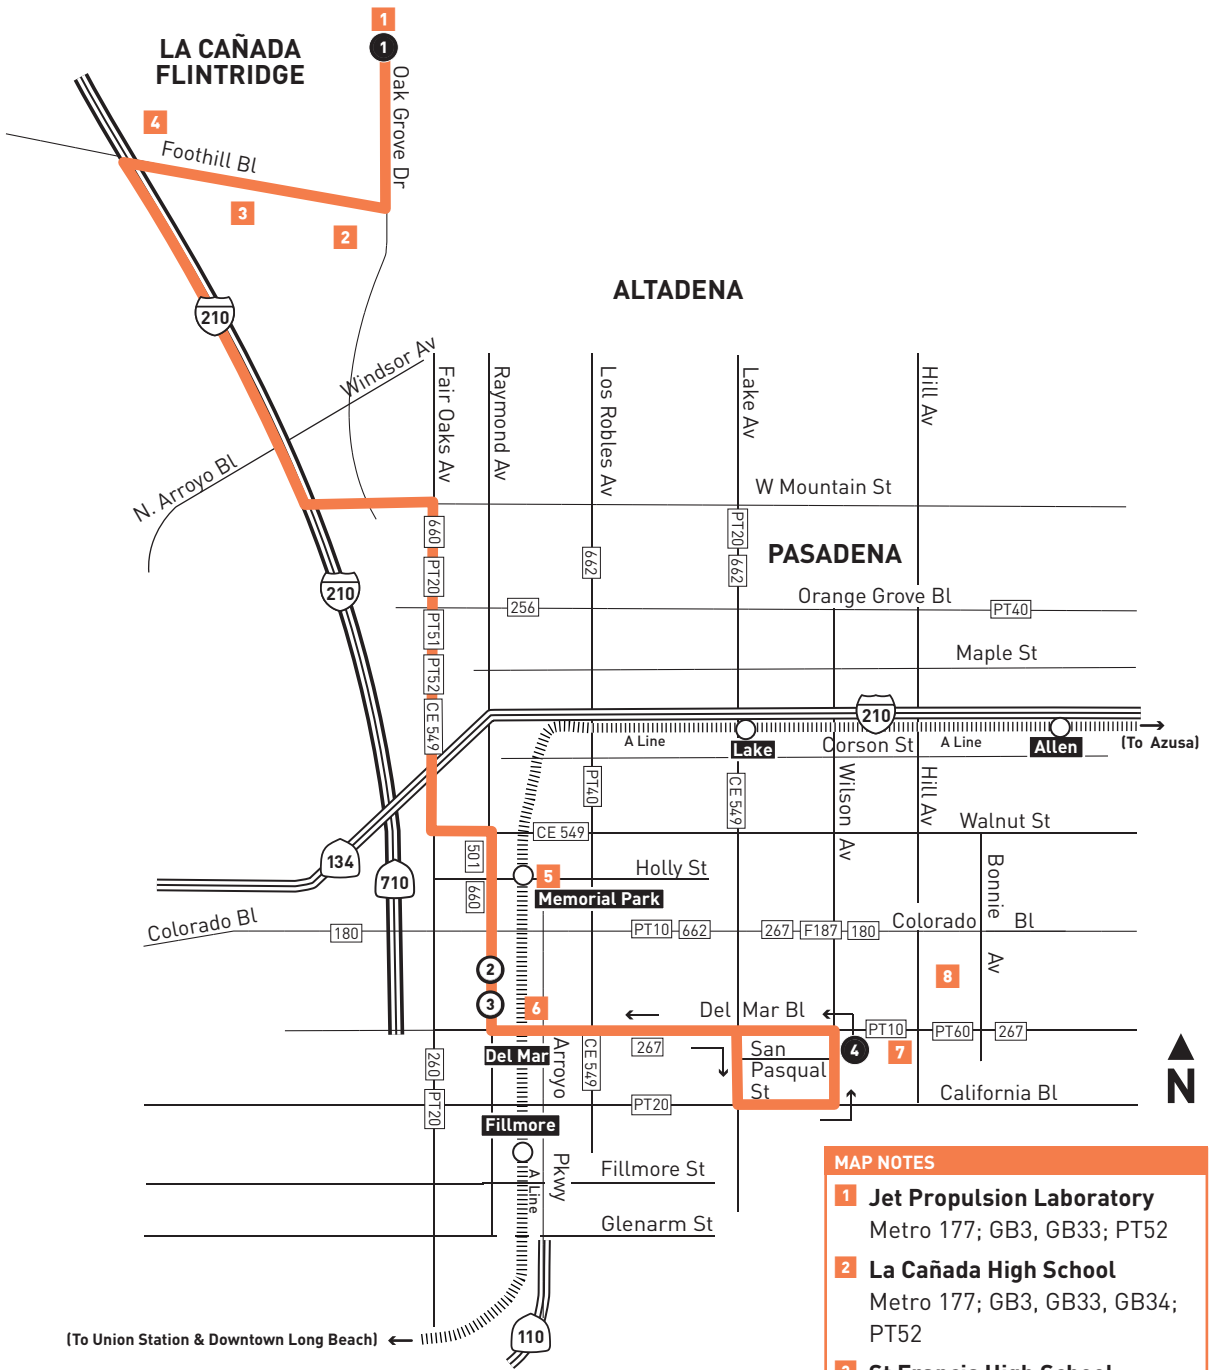 1
1
LA CAÑADA
FLINTRIDGE
Oak Grove Dr
4
Foothill Bl
3
2
210
ALTADENA
Windsor Av
N. Arroyo Bl
Fair Oaks Av
Raymond Av
Los Robles Av
Lake Av
Hill Av
W Mountain St
660
PT20
PT51
PT52
CE 549
662
PT20
662
PASADENA
210
256
Orange Grove Bl
PT40
Maple St
210
A Line
Lake
Corson St
A Line
Allen
(To Azusa)
PT40
CE 549
Wilson Av
Hill Av
CE 549
Walnut St
134
710
501
660
5
Holly St
Memorial Park
Bonnie Av
Colorado Bl
180
PT10
662
267
F187
180
Colorado Bl
2
3
6
8
Del Mar Bl
PT10
PT60
267
Del Mar
Arroyo Pkwy
CE 549
267
San
Pasqual
St
4
7
N
260
PT20
PT20
California Bl
Fillmore
A Line
Fillmore St
Glenarm St
(To Union Station & Downtown Long Beach)
110
MAP NOTES
1 Jet Propulsion Laboratory
Metro 177; GB3, GB33; PT52
2 La Cañada High School
Metro 177; GB3, GB33, GB34;
PT52
3 St Francis High School